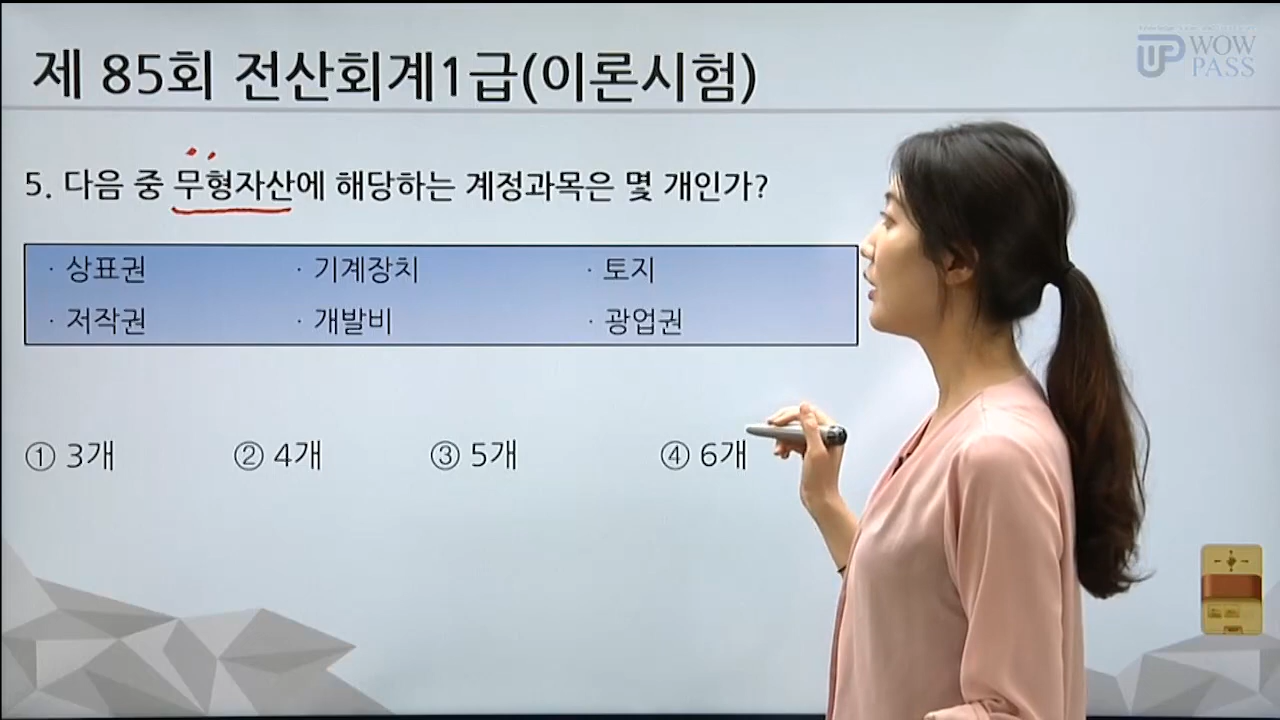 제 85회 전산회계1급(이론시험)
UP WOW PASS
5. 다음 중 무형자산에 해당하는 계정과목은 몇 개인가?
· 상표권 · 기계장치 · 토지
· 저작권 · 개발비 · 광업권
① 3개 ② 4개 ③ 5개 ④ 6개